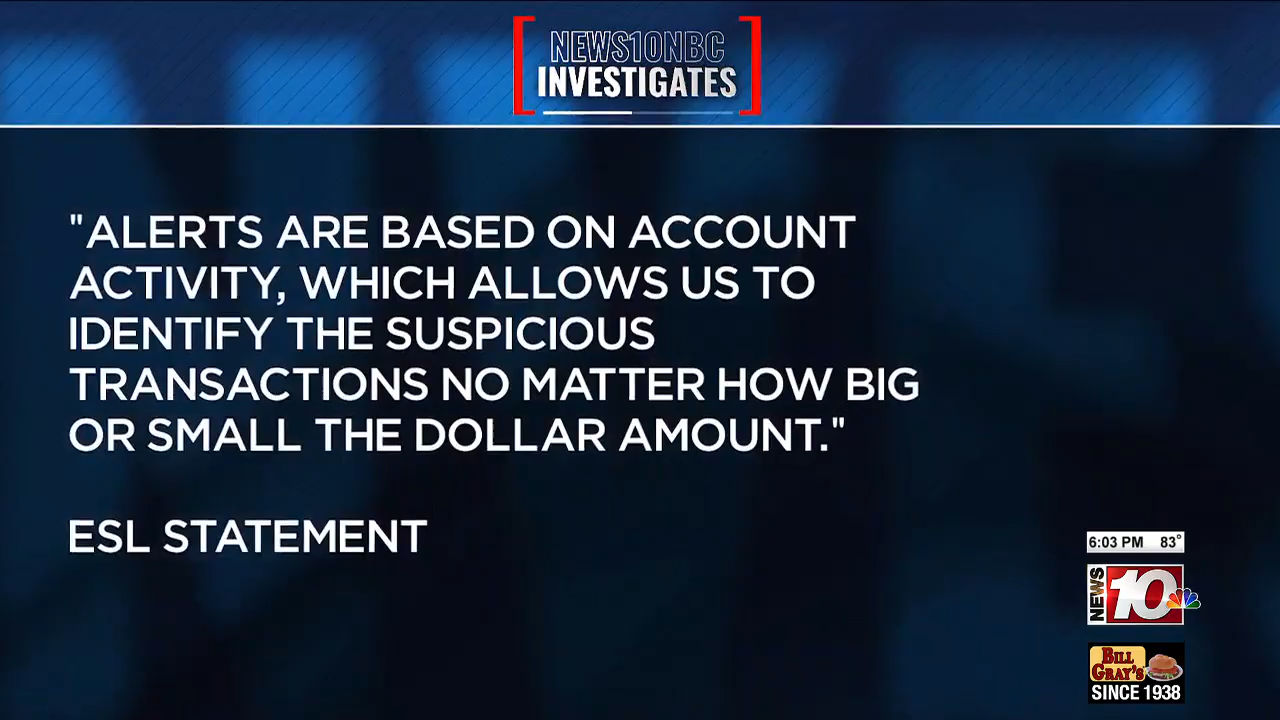 NEWS10NBC
INVESTIGATES
"ALERTS ARE BASED ON ACCOUNT
ACTIVITY, WHICH ALLOWS US TO
IDENTIFY THE SUSPICIOUS
TRANSACTIONS NO MATTER HOW BIG
OR SMALL THE DOLLAR AMOUNT."
ESL STATEMENT
6:03 PM 83°
NEWS 10
BILL
GRAY'S
SINCE 1938